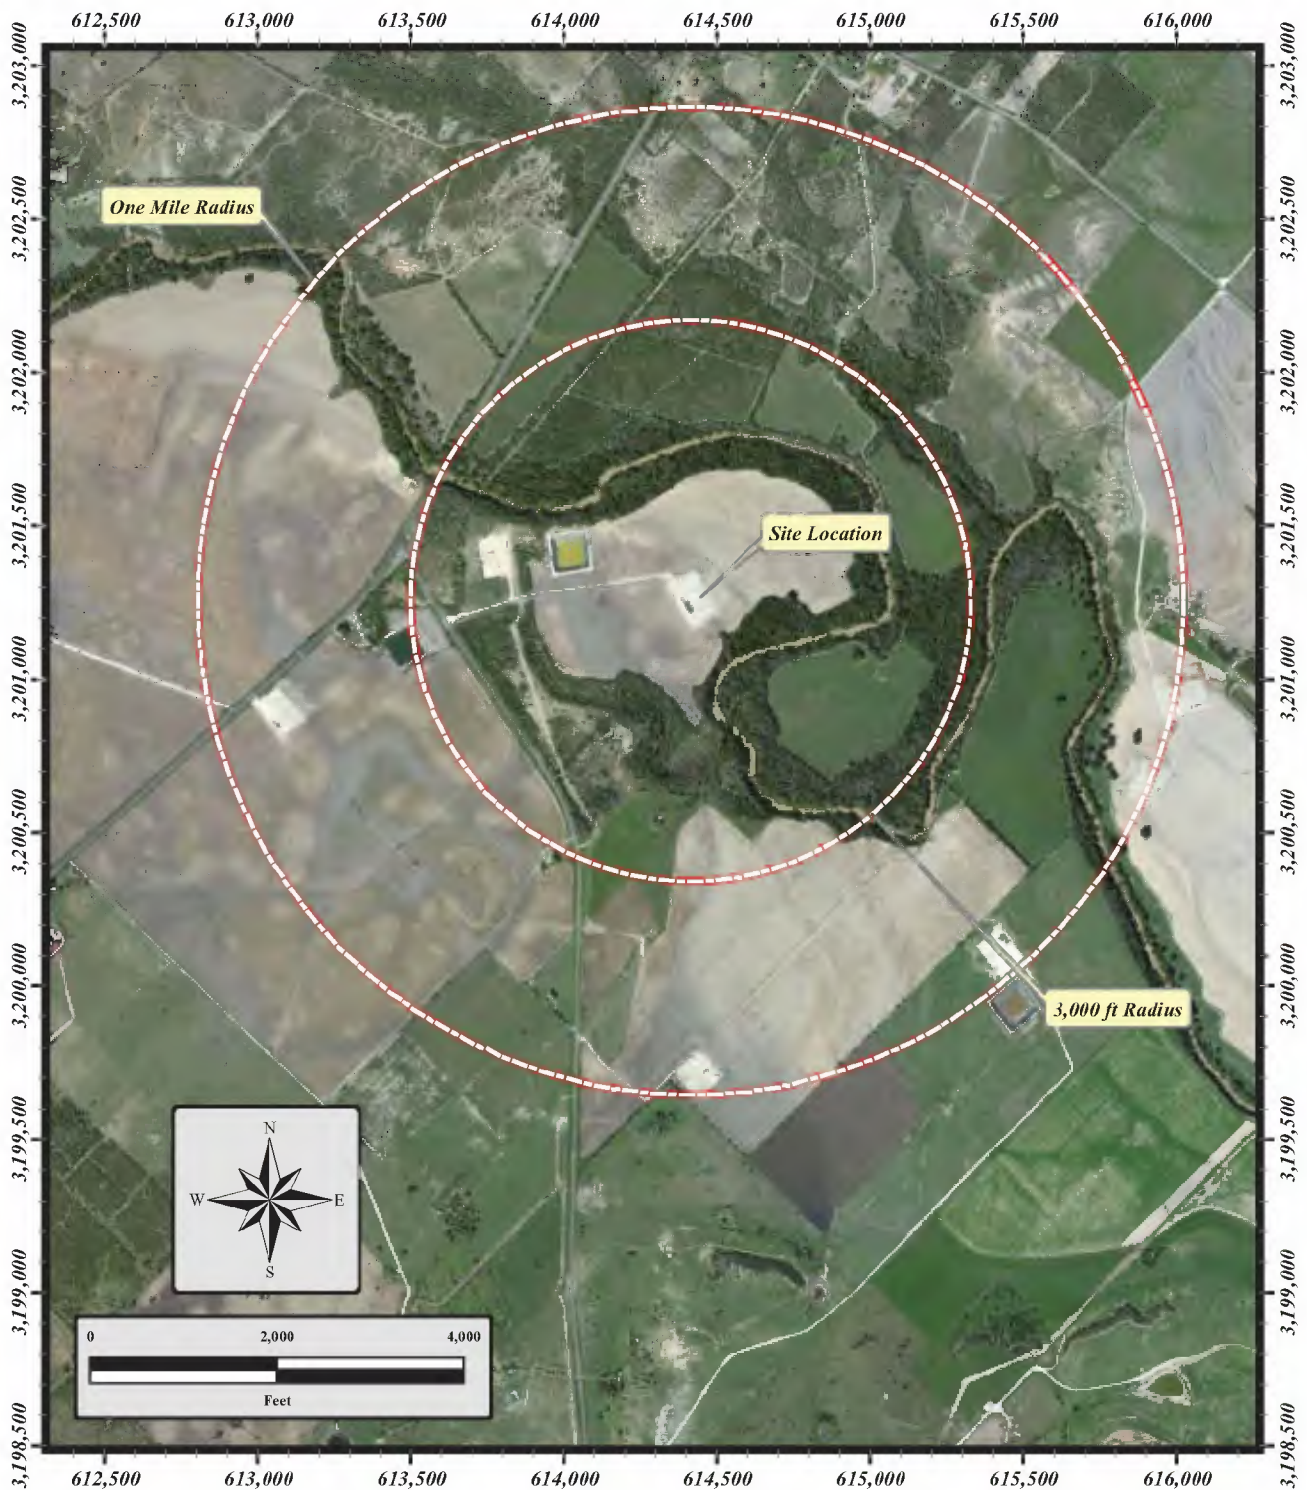 612,500 613,000 613,500 614,000 614,500 615,000 615,500 616,000
3,203,000
3,202,500
3,202,000
3,201,500
3,201,000
3,200,500
3,200,000
3,199,500
3,199,000
3,198,500
3,203,000
3,202,500
3,202,000
3,201,500
3,201,000
3,200,500
3,200,000
3,199,500
3,199,000
3,198,500
One Mile Radius
Site Location
3,000 ft Radius
N
W E
S
0 2,000 4,000
Feet
612,500 613,000 613,500 614,000 614,500 615,000 615,500 616,000